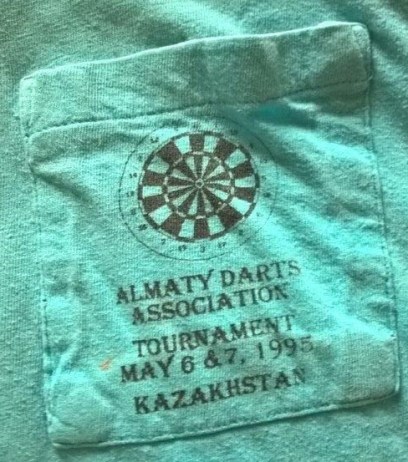 ALMATY DARTS
ASSOCIATION
TOURNAMENT
MAY 6 & 7, 1995
KAZAKHSTAN